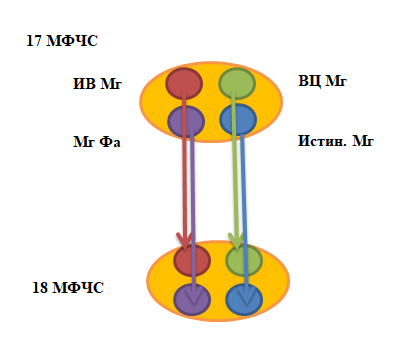 17 МФЧС
ИВ Мг
ВЦ Мг
Мг Фа
Истин. Мг
18 МФЧС